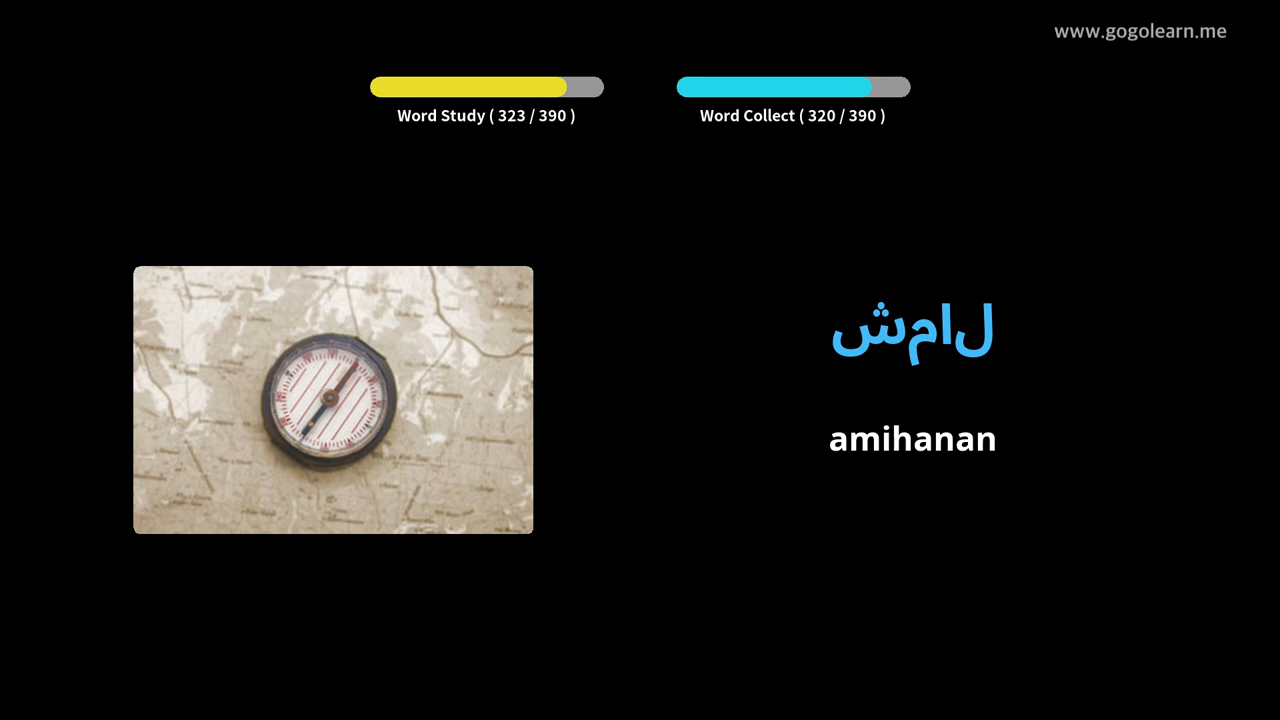 www.gogolearn.me
Word Study ( 323 / 390 )
Word Collect ( 320 / 390 )
شمال
amihanan